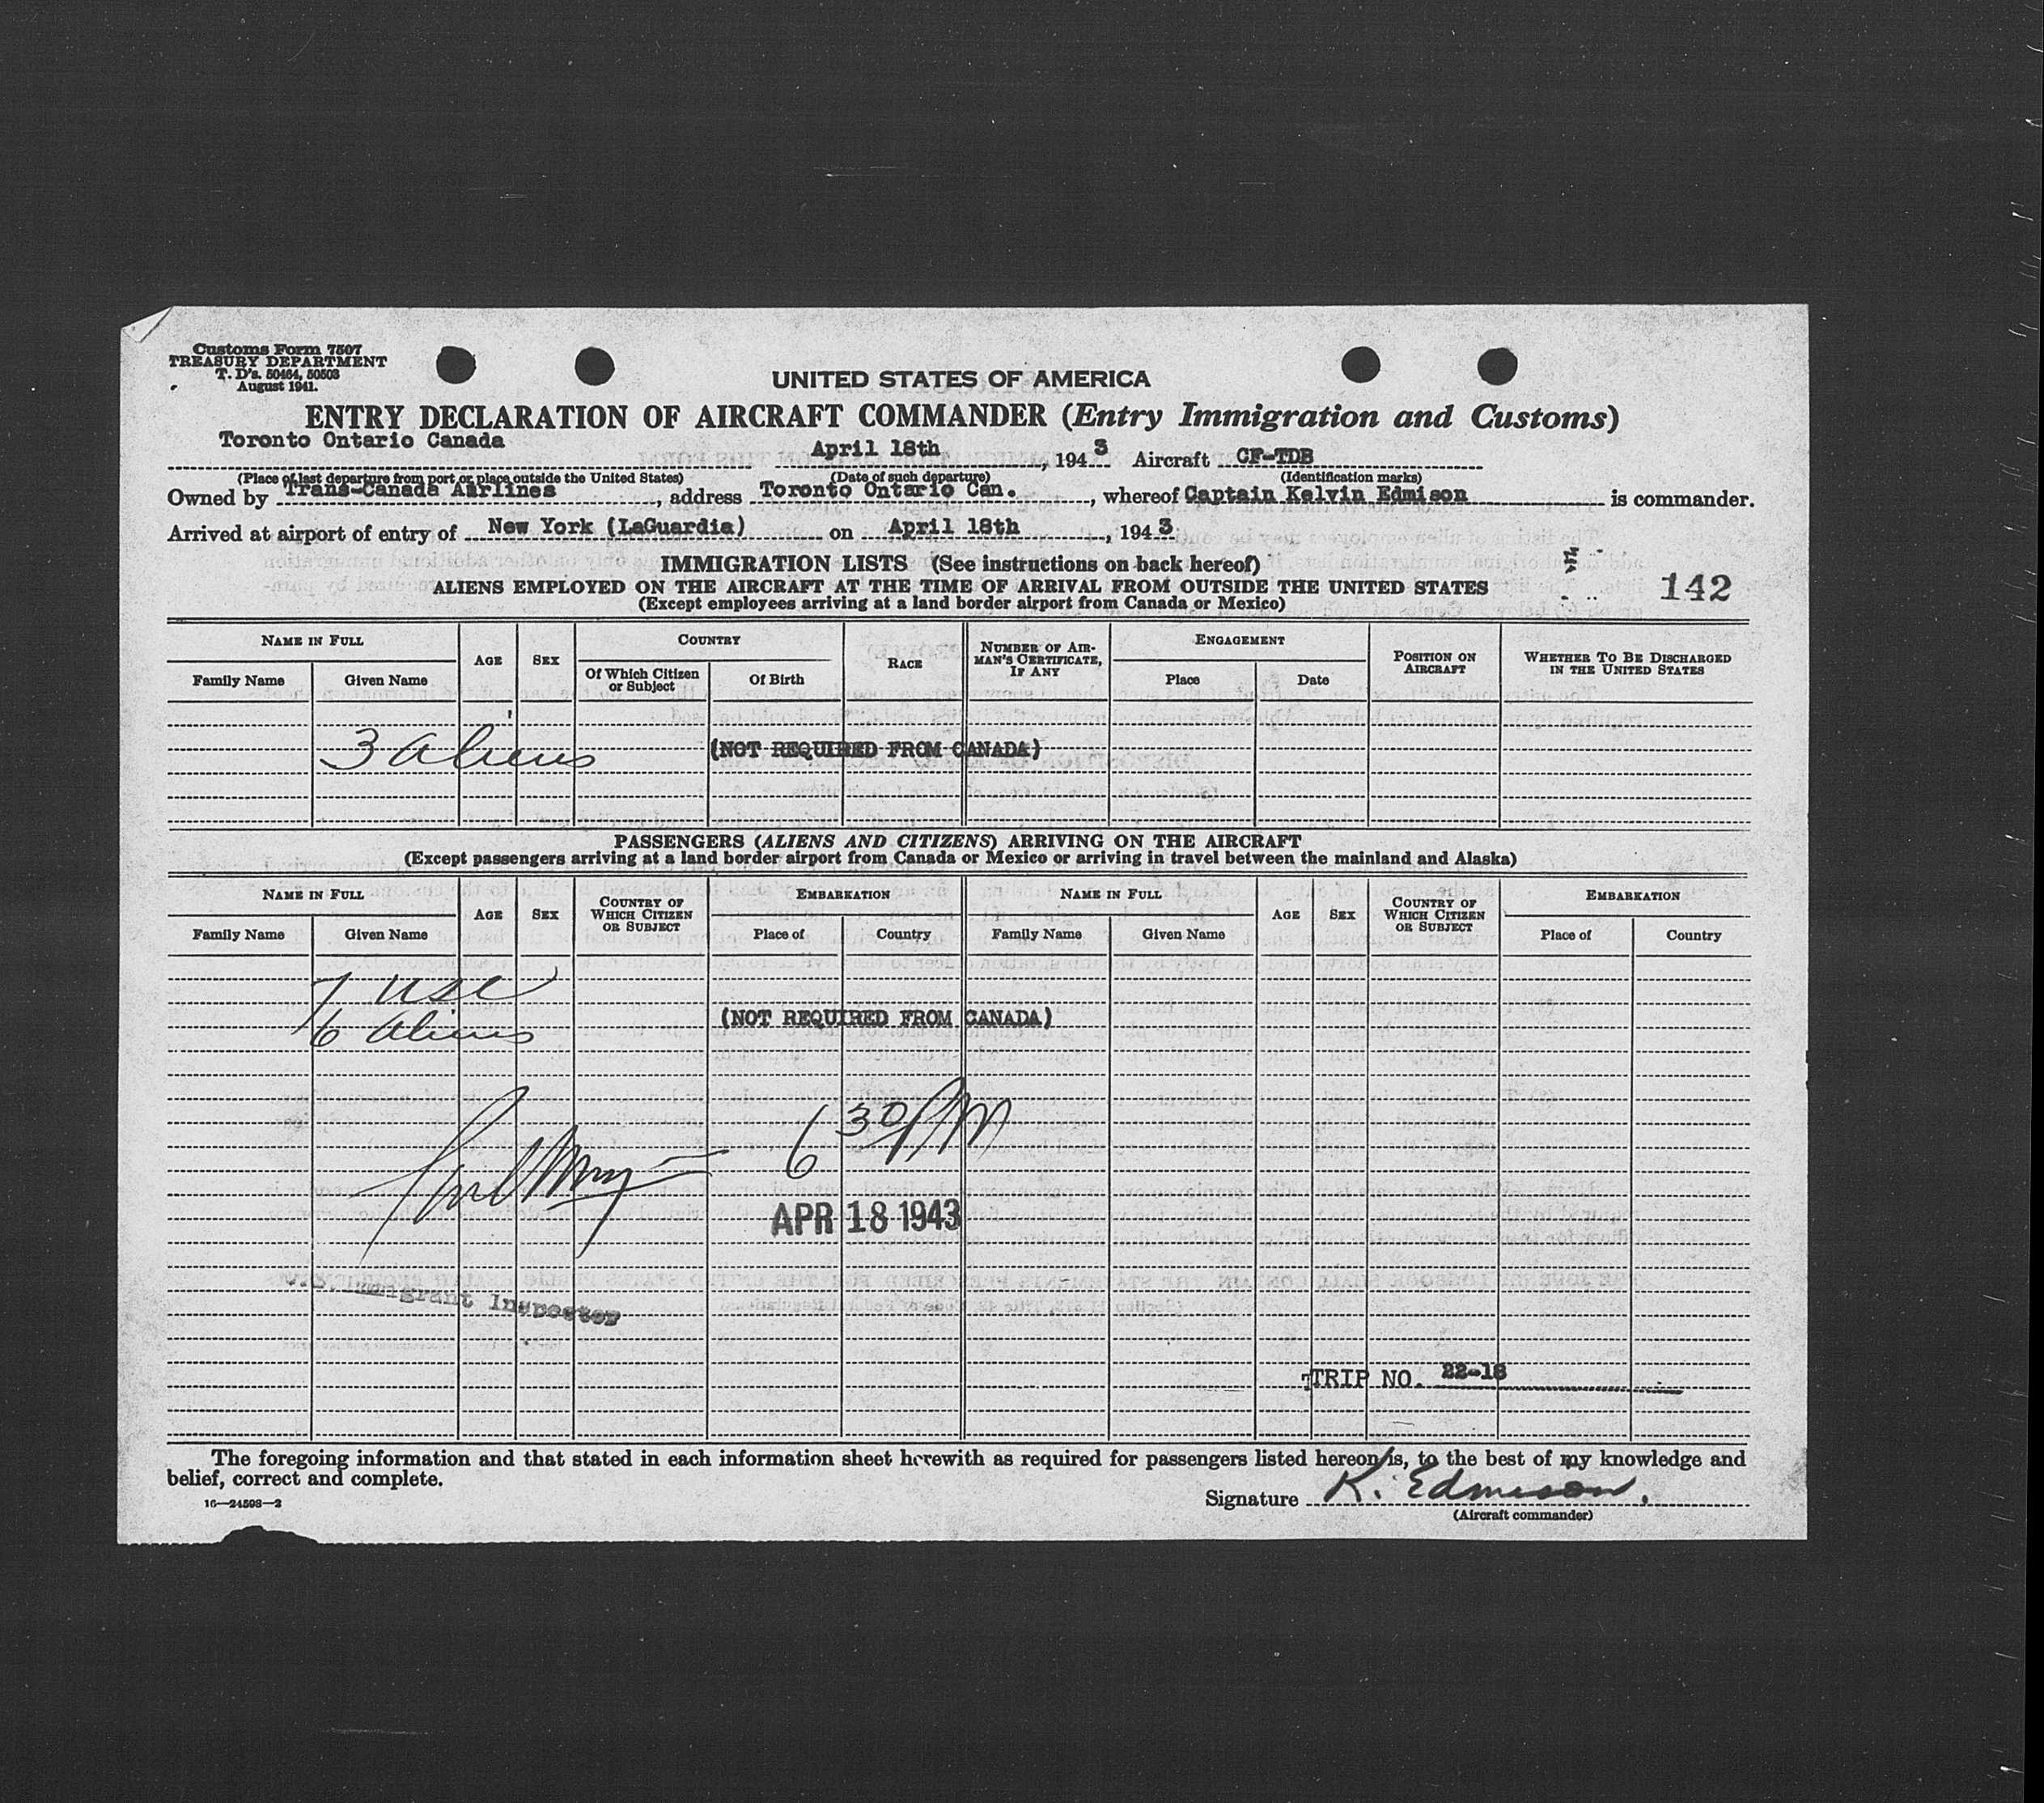 Customs Form 7507
TREASURY DEPARTMENT
T. D's. 50464, 50503
August 1941.
UNITED STATES OF AMERICA
ENTRY DECLARATION OF AIRCRAFT COMMANDER (Entry Immigration and Customs)
Toronto Ontario Canada April 18th, 1943 Aircraft CF-TDB
(Place of last departure from port or place outside the United States) (Date of such departure) (Identification marks)
Owned by Trans-Canada Airlines, address Toronto Ontario Can., whereof Captain Kelvin Edmison is commander.
Arrived at airport of entry of New York (LaGuardia) on April 18th, 1943
IMMIGRATION LISTS (See instructions on back hereof)
ALIENS EMPLOYED ON THE AIRCRAFT AT THE TIME OF ARRIVAL FROM OUTSIDE THE UNITED STATES 142
(Except employees arriving at a land border airport from Canada or Mexico)
NAME IN FULL AGE SEX COUNTRY RACE NUMBER OF AIRMAN'S CERTIFICATE, IF ANY ENGAGEMENT POSITION ON AIRCRAFT WHETHER TO BE DISCHARGED IN THE UNITED STATES
Family Name Given Name Of Which Citizen or Subject Of Birth Place Date
3 Aliens (NOT REQUIRED FROM CANADA)
PASSENGERS (ALIENS AND CITIZENS) ARRIVING ON THE AIRCRAFT
(Except passengers arriving at a land border airport from Canada or Mexico or arriving in travel between the mainland and Alaska)
NAME IN FULL AGE SEX COUNTRY OF WHICH CITIZEN OR SUBJECT EMBARKATION NAME IN FULL AGE SEX COUNTRY OF WHICH CITIZEN OR SUBJECT EMBARKATION
Family Name Given Name Place of Country Family Name Given Name Place of Country
7 USC
6 Aliens (NOT REQUIRED FROM CANADA)
6 30 PM
APR 18 1943
Immigrant Inspector
TRIP NO. 22-18
The foregoing information and that stated in each information sheet herewith as required for passengers listed hereon is, to the best of my knowledge and
belief, correct and complete.
16—24598—2
Signature K. Edmison.
(Aircraft commander)